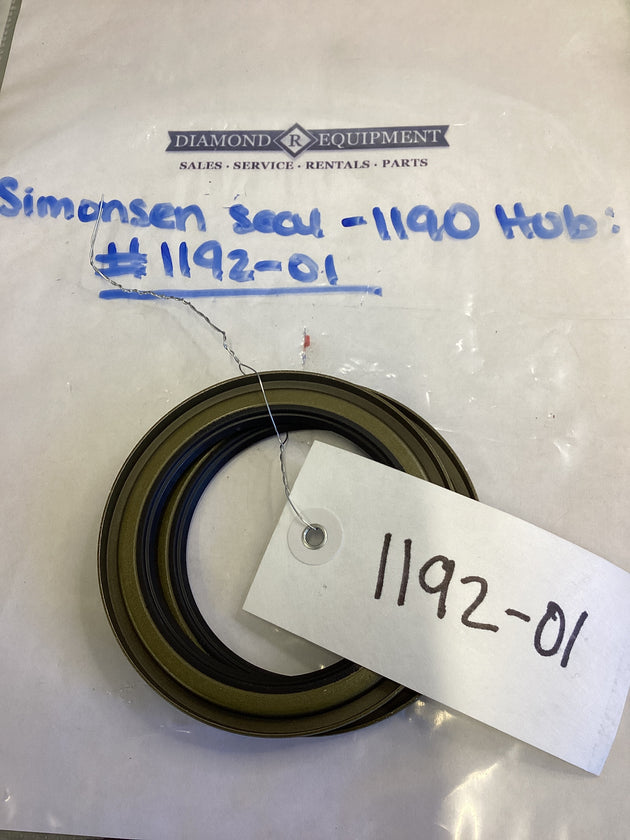 DIAMOND R EQUIPMENT
SALES · SERVICE · RENTALS · PARTS
Simonsen seal - 1190 Hub:
# 1192-01
1192-01